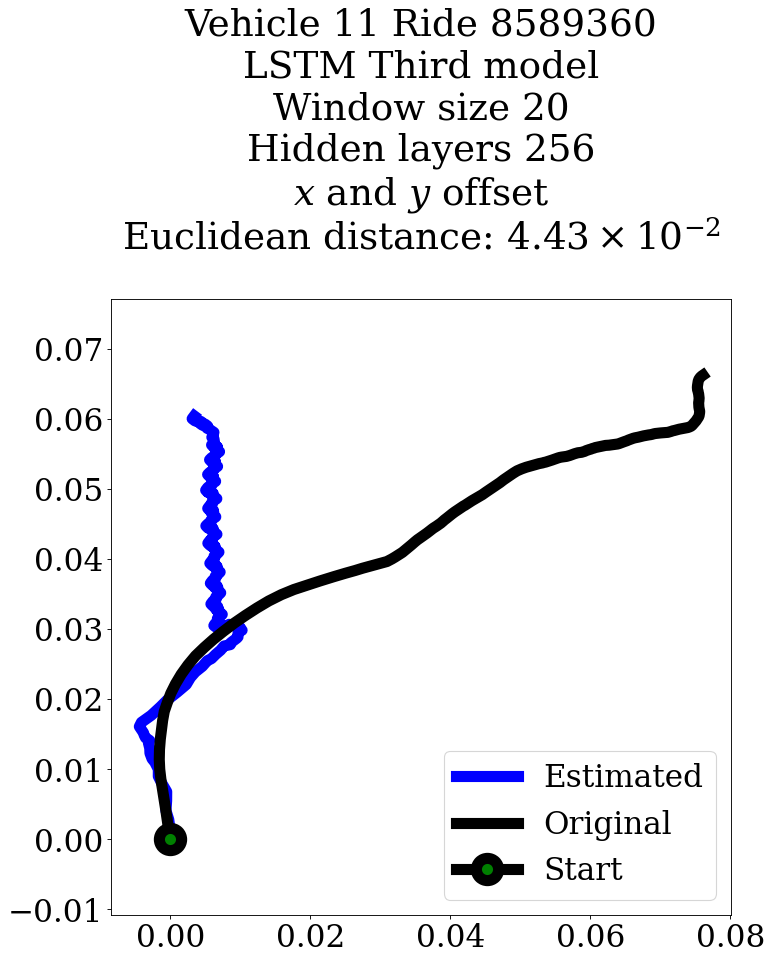 Vehicle 11 Ride 8589360
LSTM Third model
Window size 20
Hidden layers 256
x and y offset
Euclidean distance: 4.43 × 10⁻²
0.07
0.06
0.05
0.04
0.03
0.02
0.01
0.00
−0.01
Estimated
Original
Start
0.00 0.02 0.04 0.06 0.08